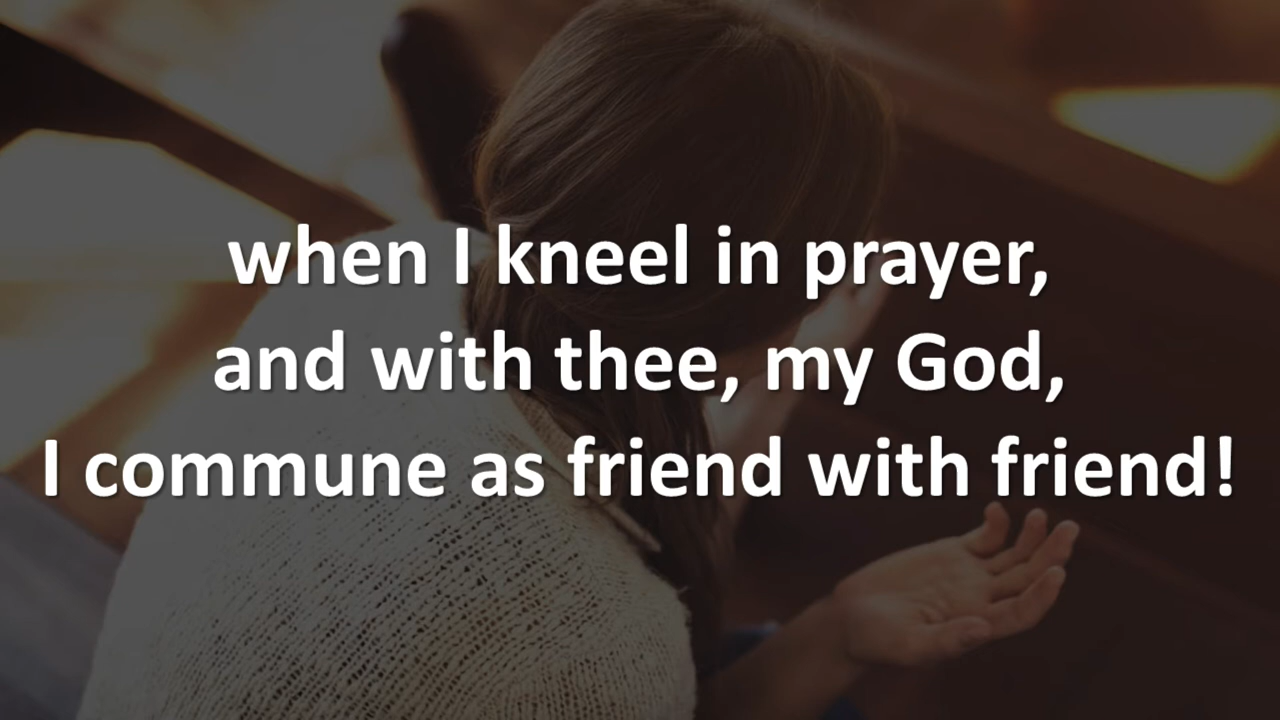 when I kneel in prayer,
and with thee, my God,
I commune as friend with friend!